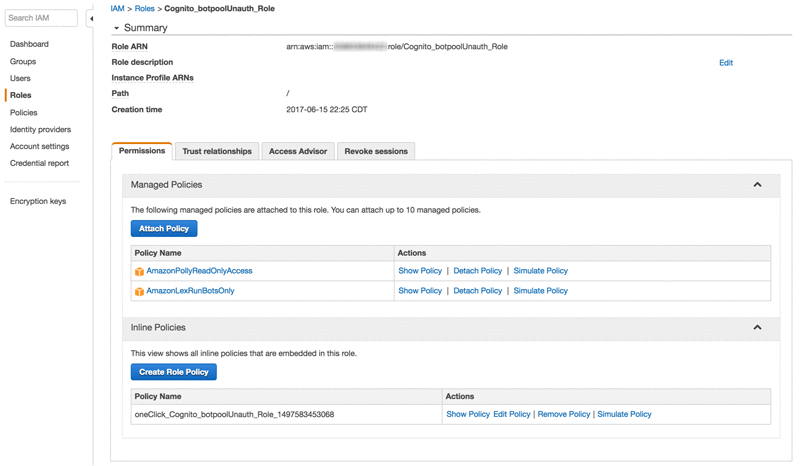 Search IAM
Dashboard
Groups
Users
Roles
Policies
Identity providers
Account settings
Credential report
Encryption keys
IAM > Roles > Cognito_botpoolUnauth_Role
Summary
Role ARN arn:aws:iam:: role/Cognito_botpoolUnauth_Role
Role description Edit
Instance Profile ARNs
Path /
Creation time 2017-06-15 22:25 CDT
Permissions Trust relationships Access Advisor Revoke sessions
Managed Policies
The following managed policies are attached to this role. You can attach up to 10 managed policies.
Attach Policy
Policy Name Actions
AmazonPollyReadOnlyAccess Show Policy | Detach Policy | Simulate Policy
AmazonLexRunBotsOnly Show Policy | Detach Policy | Simulate Policy
Inline Policies
This view shows all inline policies that are embedded in this role.
Create Role Policy
Policy Name Actions
oneClick_Cognito_botpoolUnauth_Role_1497583453068 Show Policy Edit Policy | Remove Policy | Simulate Policy